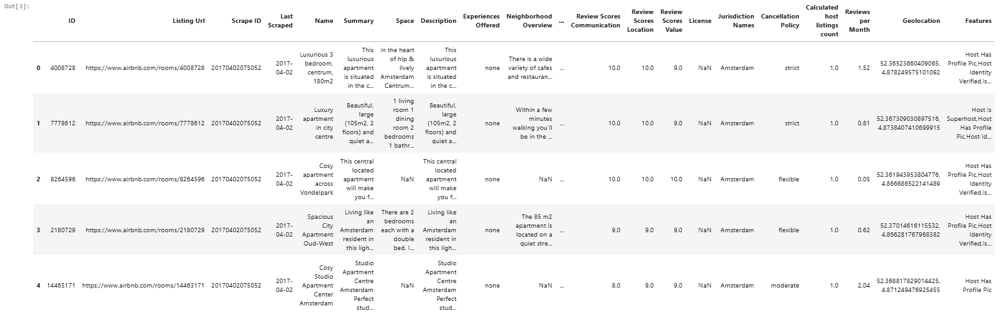 Out[3]:
ID Listing Url Scrape ID Last Scraped Name Summary Space Description Experiences Offered Neighborhood Overview ... Review Scores Communication Review Scores Location Review Scores Value License Jurisdiction Names Cancellation Policy Calculated host listings count Reviews per Month Geolocation Features
0 4008728 https://www.airbnb.com/rooms/4008728 20170402075052 2017-04-02 Luxurious 3 bedroom, centrum, 180m2 This luxurious apartment is situated in the c... In the heart of hip & lively Amsterdam Centrum... This luxurious apartment is situated in the c... none There is a wide variety of cafes and restauran... ... 10.0 10.0 9.0 NaN Amsterdam strict 1.0 1.52 52.36523660409065, 4.878249575101092 Host Has Profile Pic,Host Identity Verified,Is...
1 7778612 https://www.airbnb.com/rooms/7778612 20170402075052 2017-04-02 Luxury apartment in city centre Beautiful, large (105m2, 2 floors) and quiet a... 1 living room 1 dining room 2 bedrooms 1 bathr... Beautiful, large (105m2, 2 floors) and quiet a... none Within a few minutes walking you'll be in the ... ... 10.0 10.0 9.0 NaN Amsterdam strict 1.0 0.81 52.367309030897516, 4.8738407410699915 Host Is Superhost,Host Has Profile Pic,Host Id...
2 8264596 https://www.airbnb.com/rooms/8264596 20170402075052 2017-04-02 Cosy apartment across Vondelpark This central located apartment will make you f... NaN This central located apartment will make you f... none NaN ... 10.0 10.0 10.0 NaN Amsterdam flexible 1.0 0.05 52.361943953804776, 4.866686522141489 Host Has Profile Pic,Host Identity Verified,Is...
3 2180729 https://www.airbnb.com/rooms/2180729 20170402075052 2017-04-02 Spacious City Apartment Oud-West Living like an Amsterdam resident in this ligh... There are 2 bedrooms each with a double bed. I... Living like an Amsterdam resident in this ligh... none The 85 m2 apartment is located on a quiet stre... ... 9.0 9.0 9.0 NaN Amsterdam flexible 1.0 0.62 52.37014616115532, 4.866281767968382 Host Has Profile Pic,Host Identity Verified,Is...
4 14463171 https://www.airbnb.com/rooms/14463171 20170402075052 2017-04-02 Cosy Studio Apartment Center Amsterdam Studio Apartment Centre Amsterdam Perfect stud... NaN Studio Apartment Centre Amsterdam Perfect stud... none NaN ... 8.0 9.0 9.0 NaN Amsterdam moderate 1.0 2.04 52.368817829014425, 4.871249476925455 Host Has Profile Pic